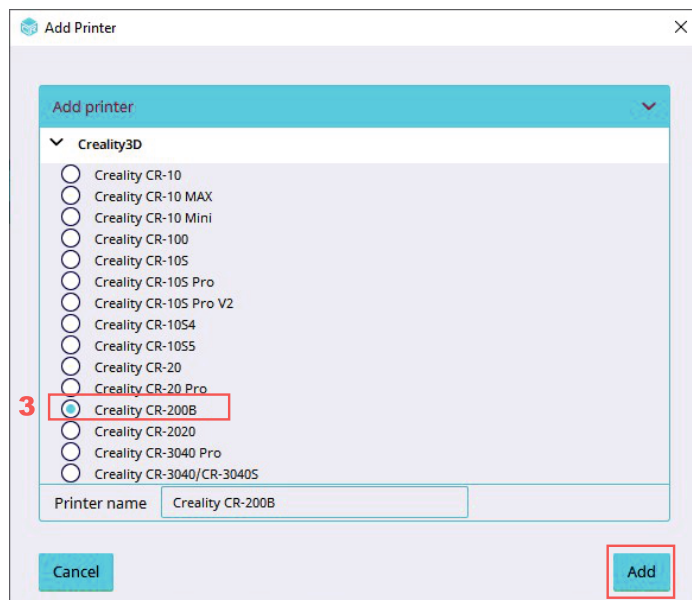 Add Printer
Add printer
Creality3D
Creality CR-10
Creality CR-10 MAX
Creality CR-10 Mini
Creality CR-100
Creality CR-10S
Creality CR-10S Pro
Creality CR-10S Pro V2
Creality CR-10S4
Creality CR-10S5
Creality CR-20
Creality CR-20 Pro
3 Creality CR-200B
Creality CR-2020
Creality CR-3040 Pro
Creality CR-3040/CR-3040S
Printer name Creality CR-200B
Cancel Add